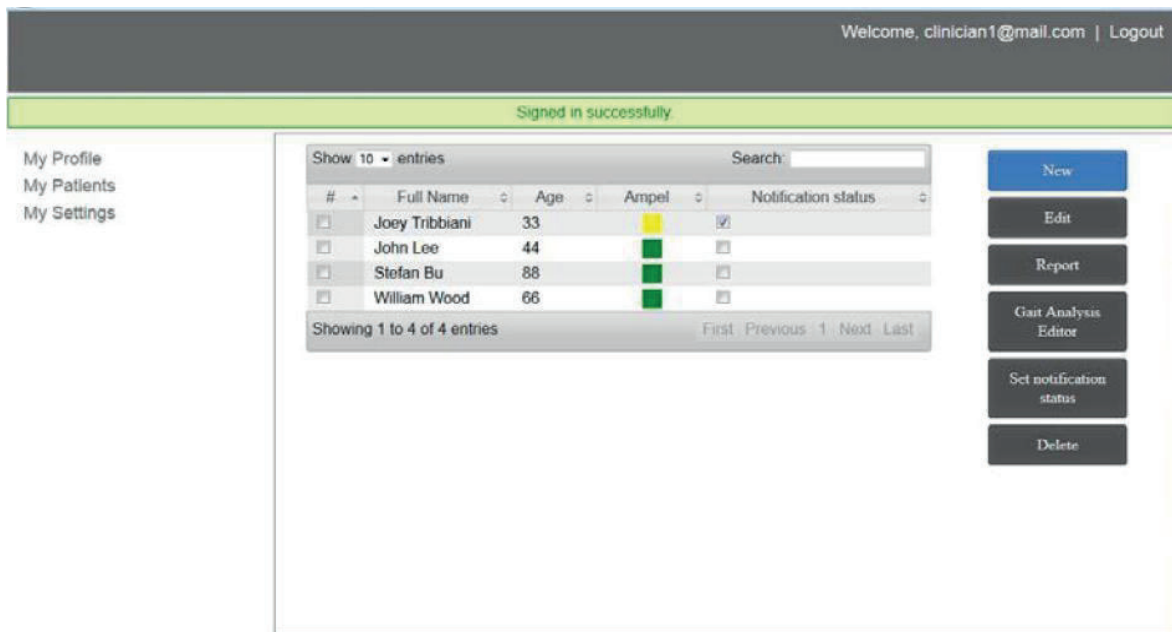 Welcome, clinician1@mail.com | Logout
Signed in successfully.
My Profile
My Patients
My Settings
Show 10 entries Search:
# Full Name Age Ampel Notification status
Joey Tribbiani 33
John Lee 44
Stefan Bu 88
William Wood 66
Showing 1 to 4 of 4 entries First Previous 1 Next Last
New
Edit
Report
Gait Analysis
Editor
Set notification
status
Delete